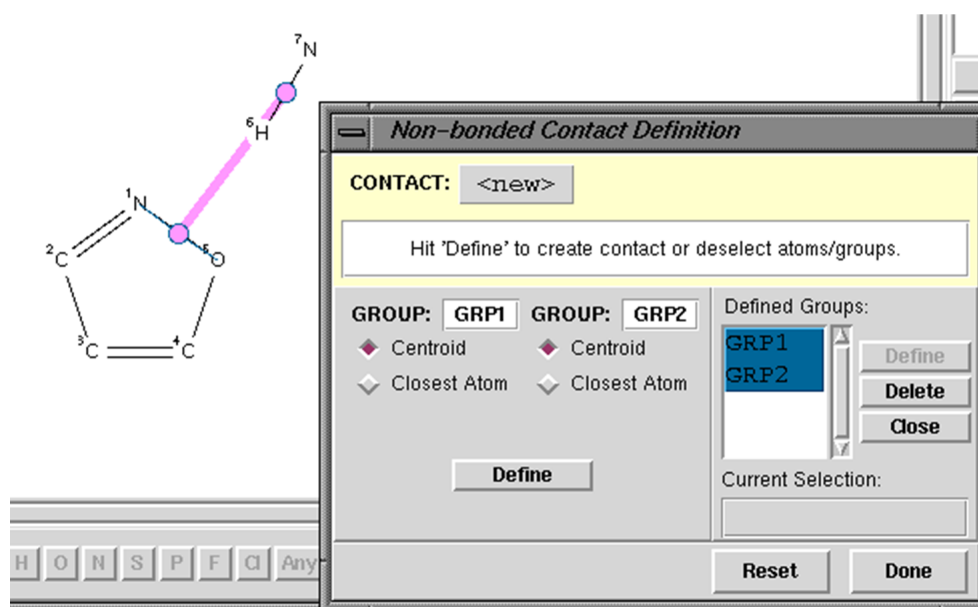 7N
6H
1N
2C
5O
3C
4C
Non-bonded Contact Definition
CONTACT: <new>
Hit 'Define' to create contact or deselect atoms/groups.
GROUP: GRP1 GROUP: GRP2
Centroid Centroid
Closest Atom Closest Atom
Define
Defined Groups:
GRP1
GRP2
Define
Delete
Close
Current Selection:
H O N S P F Cl Any
Reset Done